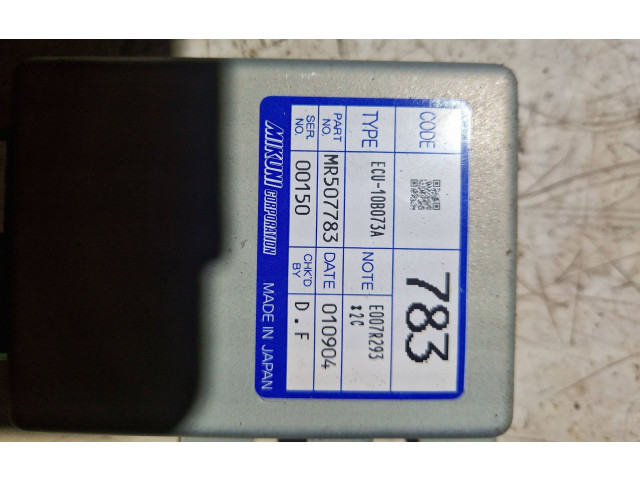 CODE 783
TYPE ECU-10B073A NOTE E007R293
:2C
PART NO. MR507783 DATE 010904
SER. NO. 00150 CHK'D BY D.F
MIKUNI CORPORATION MADE IN JAPAN